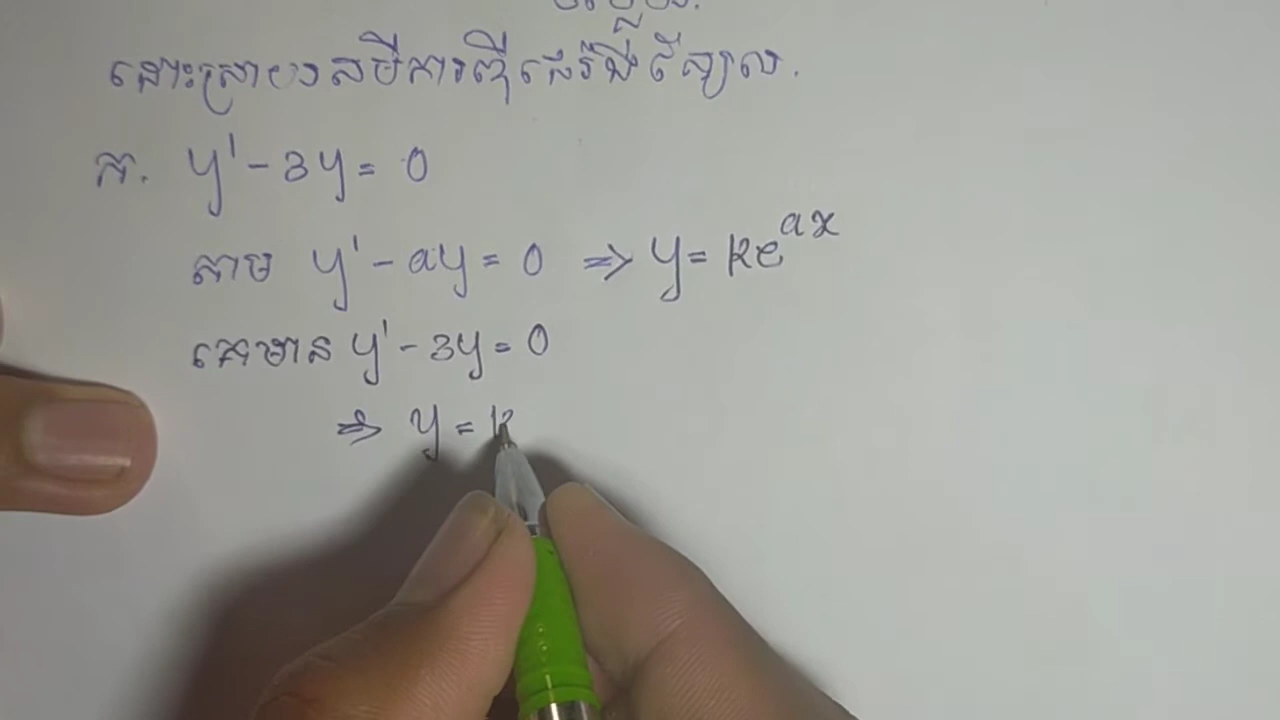 ដោះស្រាយសមីការឌីផេរ៉ង់ស្យែល.
ក. y' - 3y = 0
តាម y' - ay = 0 ⇒ y = ke^{ax}
គេមាន y' - 3y = 0
⇒ y = k